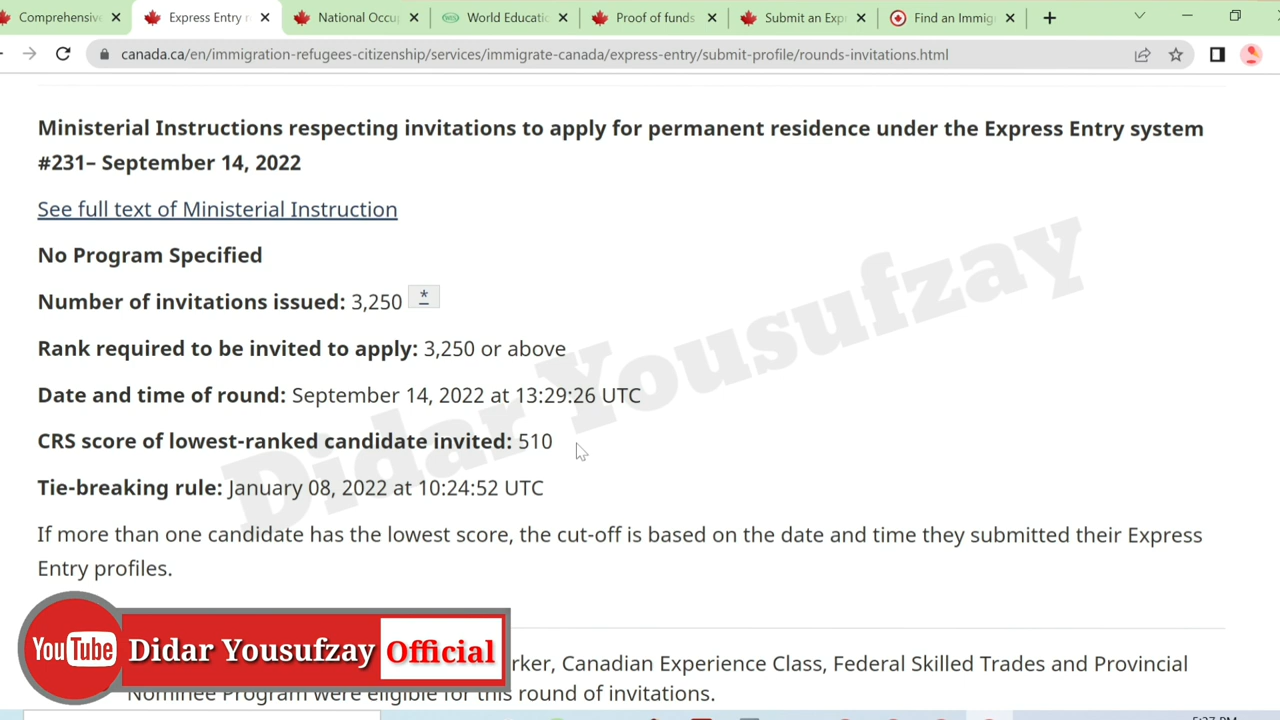 Comprehensive
Express Entry r
National Occu
World Educatio
Proof of funds
Submit an Exp
Find an Immig
canada.ca/en/immigration-refugees-citizenship/services/immigrate-canada/express-entry/submit-profile/rounds-invitations.html
Ministerial Instructions respecting invitations to apply for permanent residence under the Express Entry system
#231– September 14, 2022
See full text of Ministerial Instruction
No Program Specified
Number of invitations issued: 3,250 *
Rank required to be invited to apply: 3,250 or above
Date and time of round: September 14, 2022 at 13:29:26 UTC
CRS score of lowest-ranked candidate invited: 510
Tie-breaking rule: January 08, 2022 at 10:24:52 UTC
If more than one candidate has the lowest score, the cut-off is based on the date and time they submitted their Express
Entry profiles.
Didar Yousufzay
YouTube Didar Yousufzay Official
rker, Canadian Experience Class, Federal Skilled Trades and Provincial
Nominee Program were eligible for this round of invitations.